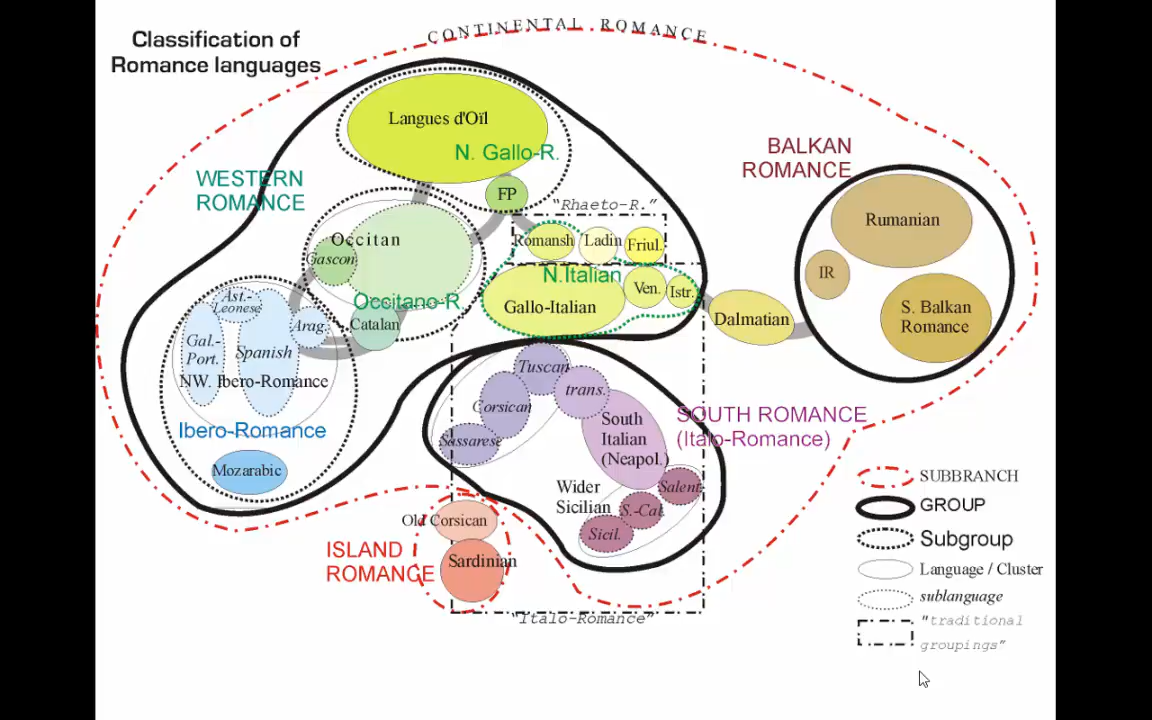 CONTINENTAL ROMANCE
Classification of
Romance languages
Langues d'Oïl
N. Gallo-R.
BALKAN
ROMANCE
WESTERN
ROMANCE
FP
"Rhaeto-R."
Rumanian
Occitan
Romansh
Ladin
Friul.
Gascon
N.Italian
IR
Ven.
Istr.
Ast.-
Leonese
Occitano-R.
Gallo-Italian
S. Balkan
Romance
Arag.
Catalan
Dalmatian
Gal.-
Port.
Spanish
NW. Ibero-Romance
Tuscan
trans.
Corsican
SOUTH ROMANCE
(Italo-Romance)
South
Italian
(Neapol.)
Ibero-Romance
Sassarese
Mozarabic
Wider
Sicilian
Salent.
S.-Cal.
Sicil.
SUBBRANCH
GROUP
Subgroup
Language / Cluster
sublanguage
"traditional
groupings"
Old Corsican
ISLAND
ROMANCE
Sardinian
"Italo-Romance"